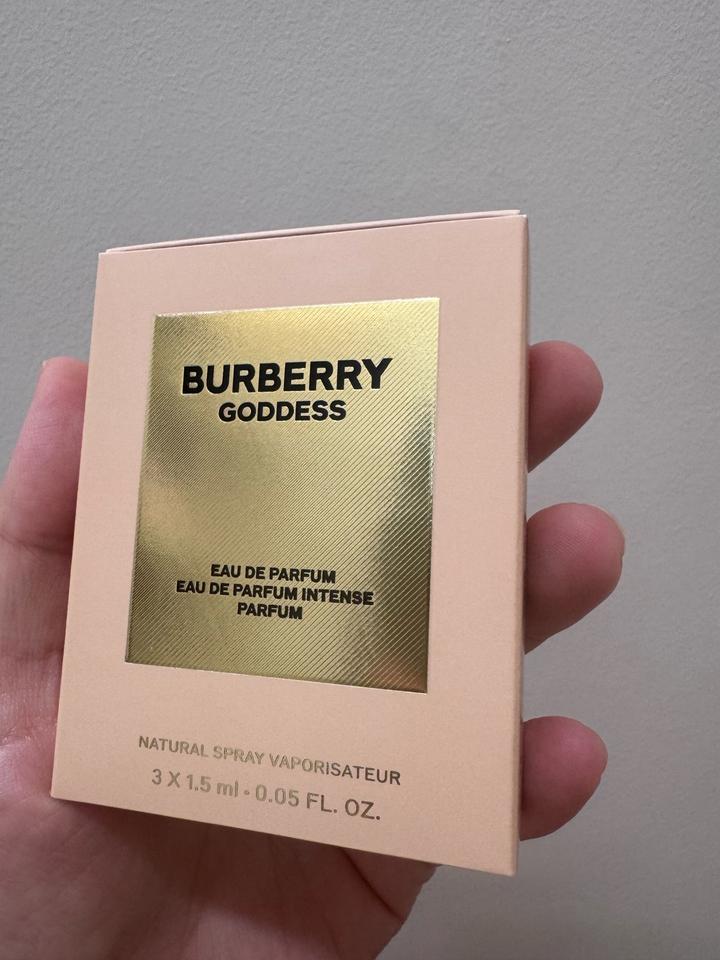 BURBERRY
GODDESS
EAU DE PARFUM
EAU DE PARFUM INTENSE
PARFUM
NATURAL SPRAY VAPORISATEUR
3 X 1.5 ml • 0.05 FL. OZ.